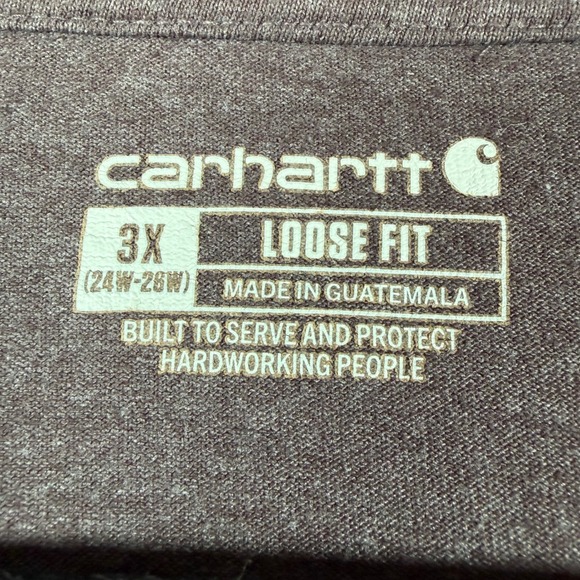 carhartt
3X
(24W-26W)
LOOSE FIT
MADE IN GUATEMALA
BUILT TO SERVE AND PROTECT
HARDWORKING PEOPLE